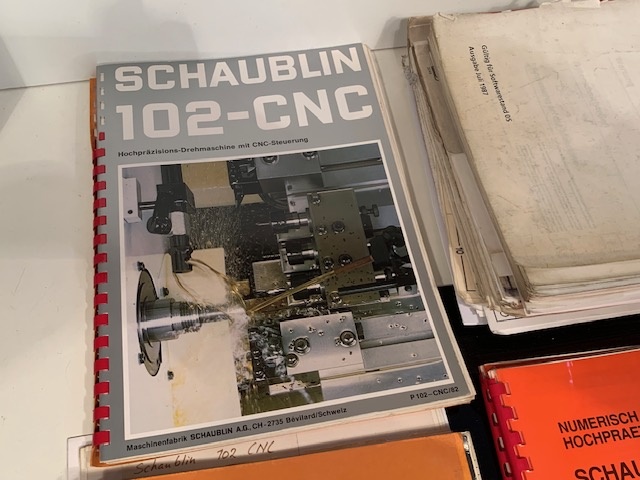 SCHAUBLIN
102-CNC
Hochpräzisions-Drehmaschine mit CNC-Steuerung
P 102-CNC/82
Maschinenfabrik SCHAUBLIN A.G. CH-2735 Bévilard/Schweiz
Schaublin 102 CNC
Gültig für Softwarestand 05
Ausgabe Juli 1987
NUMERISCH
HOCHPRAE
SCHAU